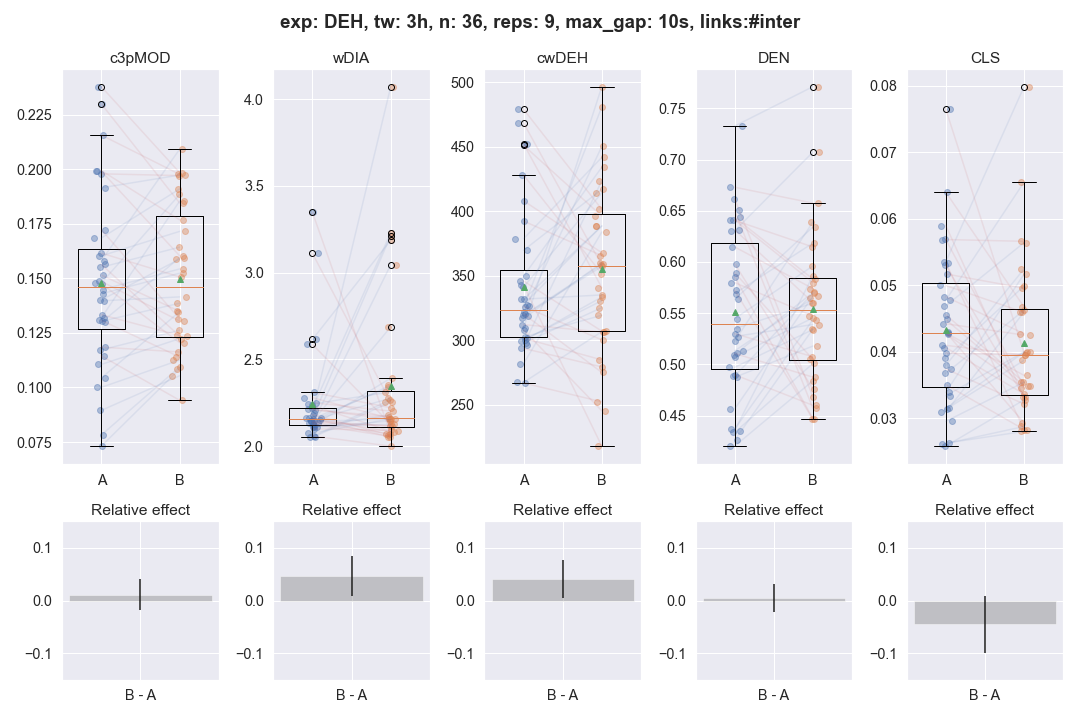 exp: DEH, tw: 3h, n: 36, reps: 9, max_gap: 10s, links:#inter
c3pMOD wDIA cwDEH DEN CLS
0.225
0.200
0.175
0.150
0.125
0.100
0.075
A B
4.0
3.5
3.0
2.5
2.0
A B
500
450
400
350
300
250
A B
0.75
0.70
0.65
0.60
0.55
0.50
0.45
A B
0.08
0.07
0.06
0.05
0.04
0.03
A B
Relative effect Relative effect Relative effect Relative effect Relative effect
0.1 0.1 0.1 0.1 0.1
0.0 0.0 0.0 0.0 0.0
−0.1 −0.1 −0.1 −0.1 −0.1
B - A B - A B - A B - A B - A